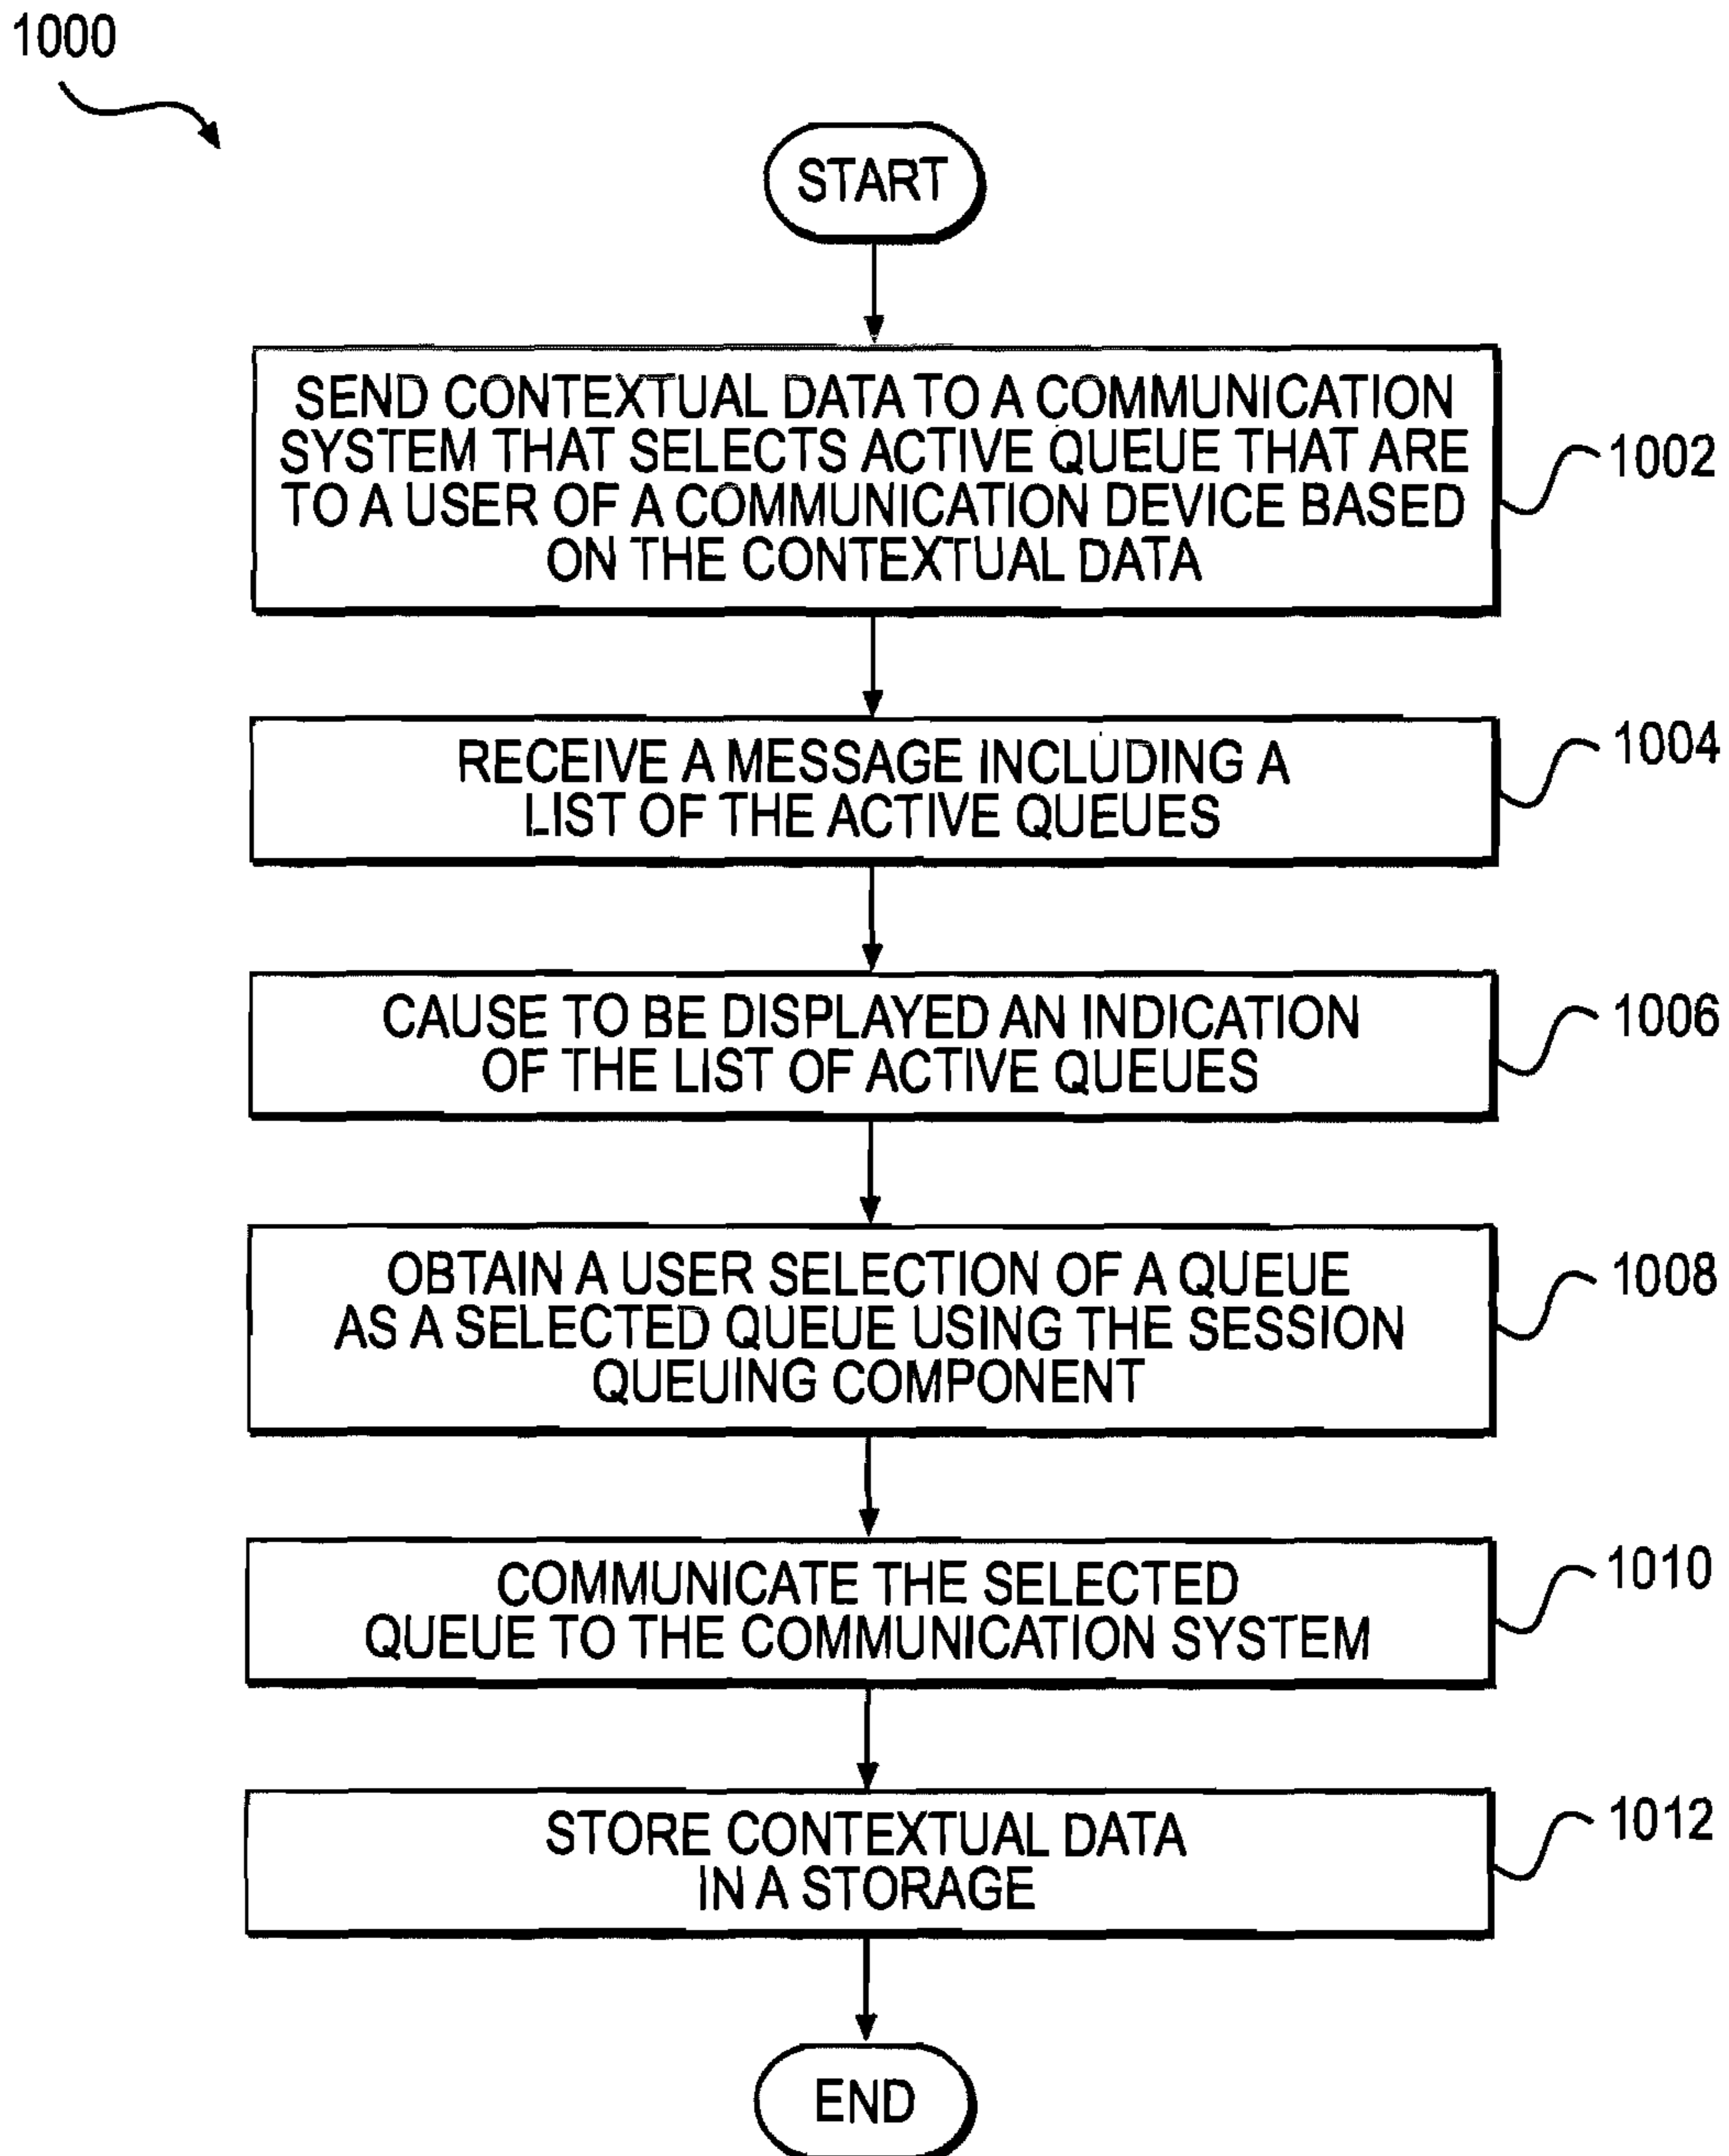 1000
START
SEND CONTEXTUAL DATA TO A COMMUNICATION
SYSTEM THAT SELECTS ACTIVE QUEUE THAT ARE
TO A USER OF A COMMUNICATION DEVICE BASED
ON THE CONTEXTUAL DATA
1002
RECEIVE A MESSAGE INCLUDING A
LIST OF THE ACTIVE QUEUES
1004
CAUSE TO BE DISPLAYED AN INDICATION
OF THE LIST OF ACTIVE QUEUES
1006
OBTAIN A USER SELECTION OF A QUEUE
AS A SELECTED QUEUE USING THE SESSION
QUEUING COMPONENT
1008
COMMUNICATE THE SELECTED
QUEUE TO THE COMMUNICATION SYSTEM
1010
STORE CONTEXTUAL DATA
IN A STORAGE
1012
END